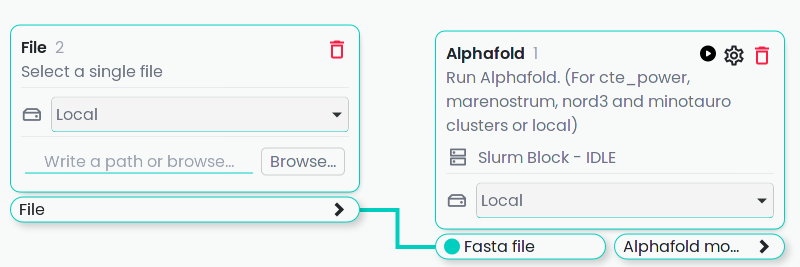 File 2
Select a single file
Local
Write a path or browse...
Browse...
File
Alphafold 1
Run Alphafold. (For cte_power,
marenostrum, nord3 and minotauro
clusters or local)
Slurm Block - IDLE
Local
Fasta file
Alphafold mo...